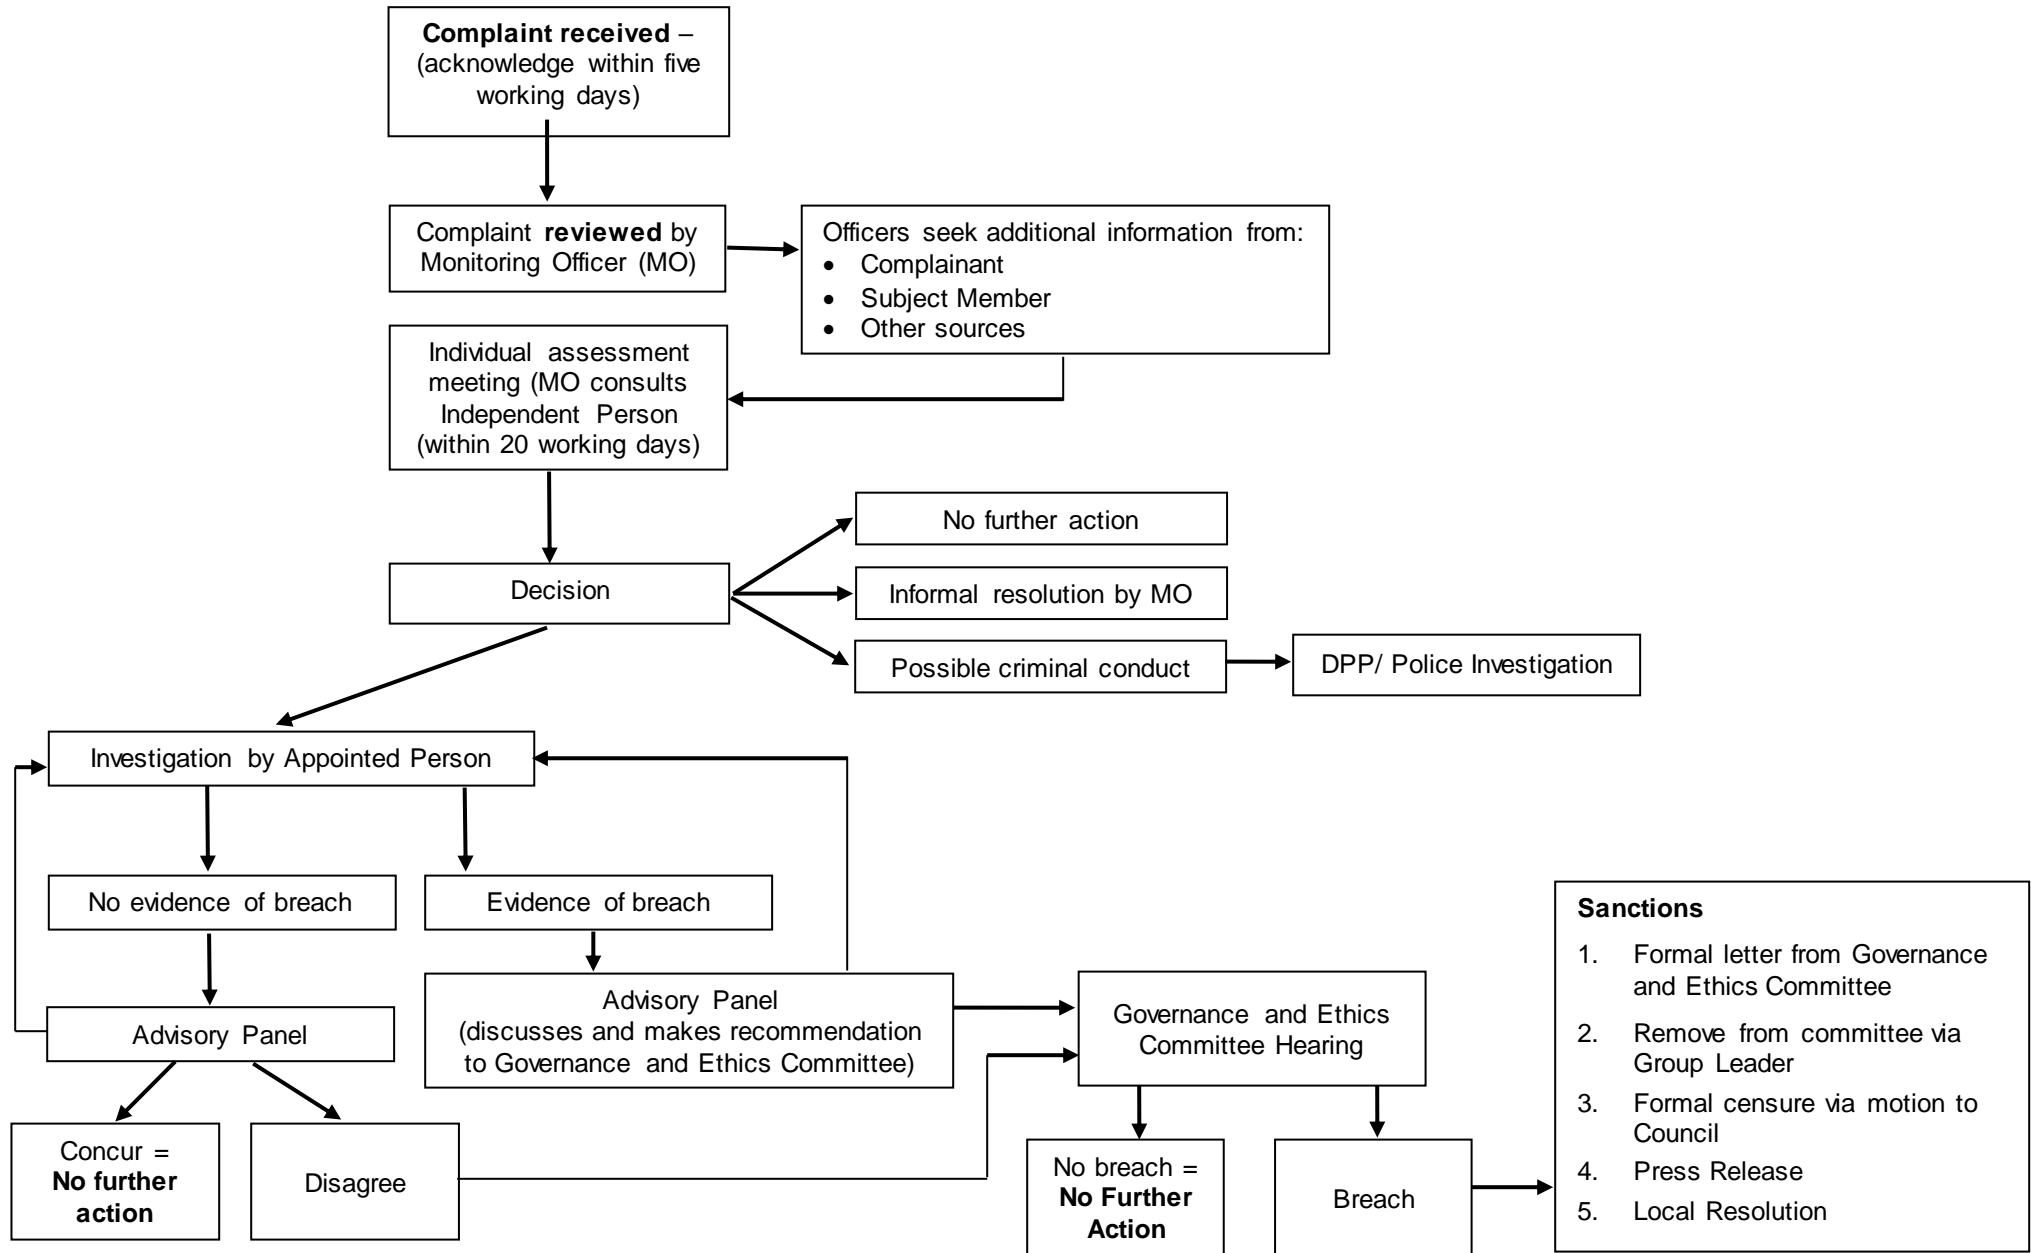 Complaint received –
(acknowledge within five
working days)
Complaint reviewed by
Monitoring Officer (MO)
Officers seek additional information from:
• Complainant
• Subject Member
• Other sources
Individual assessment
meeting (MO consults
Independent Person
(within 20 working days)
Decision
No further action
Informal resolution by MO
Possible criminal conduct
DPP/ Police Investigation
Investigation by Appointed Person
No evidence of breach
Evidence of breach
Advisory Panel
Advisory Panel
(discusses and makes recommendation
to Governance and Ethics Committee)
Concur =
No further
action
Disagree
Governance and Ethics
Committee Hearing
No breach =
No Further
Action
Breach
Sanctions
1. Formal letter from Governance
and Ethics Committee
2. Remove from committee via
Group Leader
3. Formal censure via motion to
Council
4. Press Release
5. Local Resolution